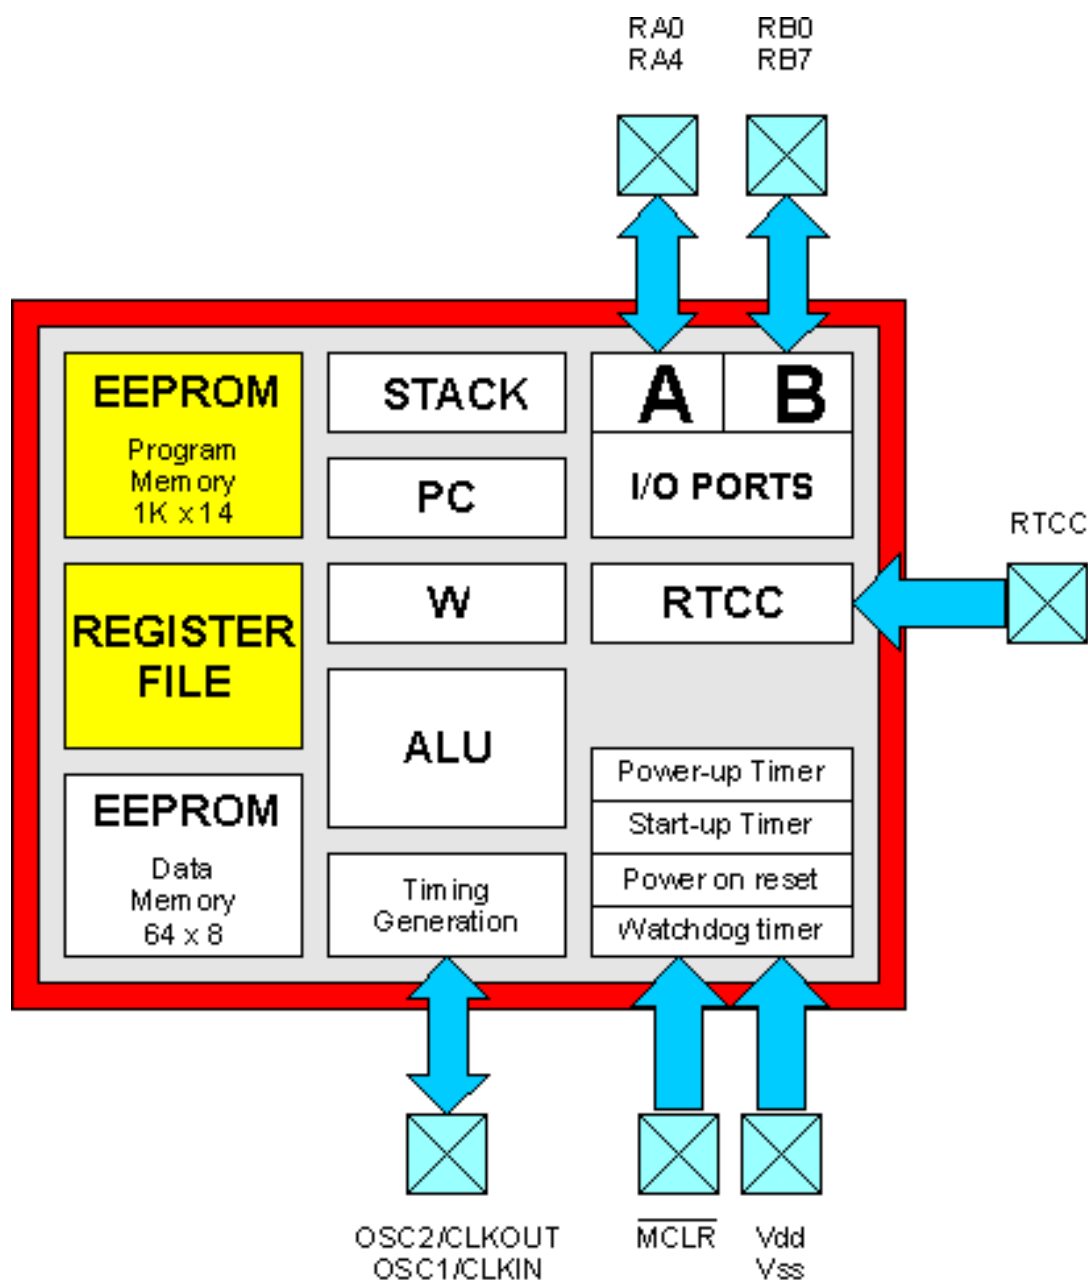 RA0
RA4
RB0
RB7
EEPROM
Program
Memory
1K x 14
STACK
A
B
I/O PORTS
PC
RTCC
REGISTER
FILE
W
RTCC
ALU
EEPROM
Data
Memory
64 x 8
Timing
Generation
Power-up Timer
Start-up Timer
Power on reset
Watchdog timer
OSC2/CLKOUT
OSC1/CLKIN
MCLR
Vdd
Vss